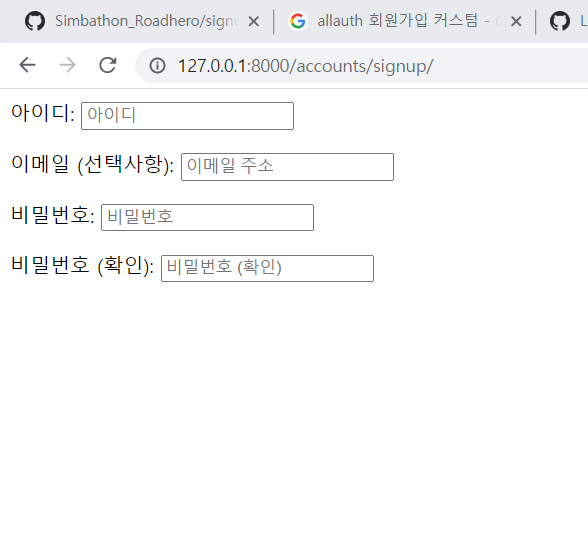 Simbathon_Roadhero/signu
allauth 회원가입 커스텀 - G
L
127.0.0.1:8000/accounts/signup/
아이디: 아이디
이메일 (선택사항): 이메일 주소
비밀번호: 비밀번호
비밀번호 (확인): 비밀번호 (확인)